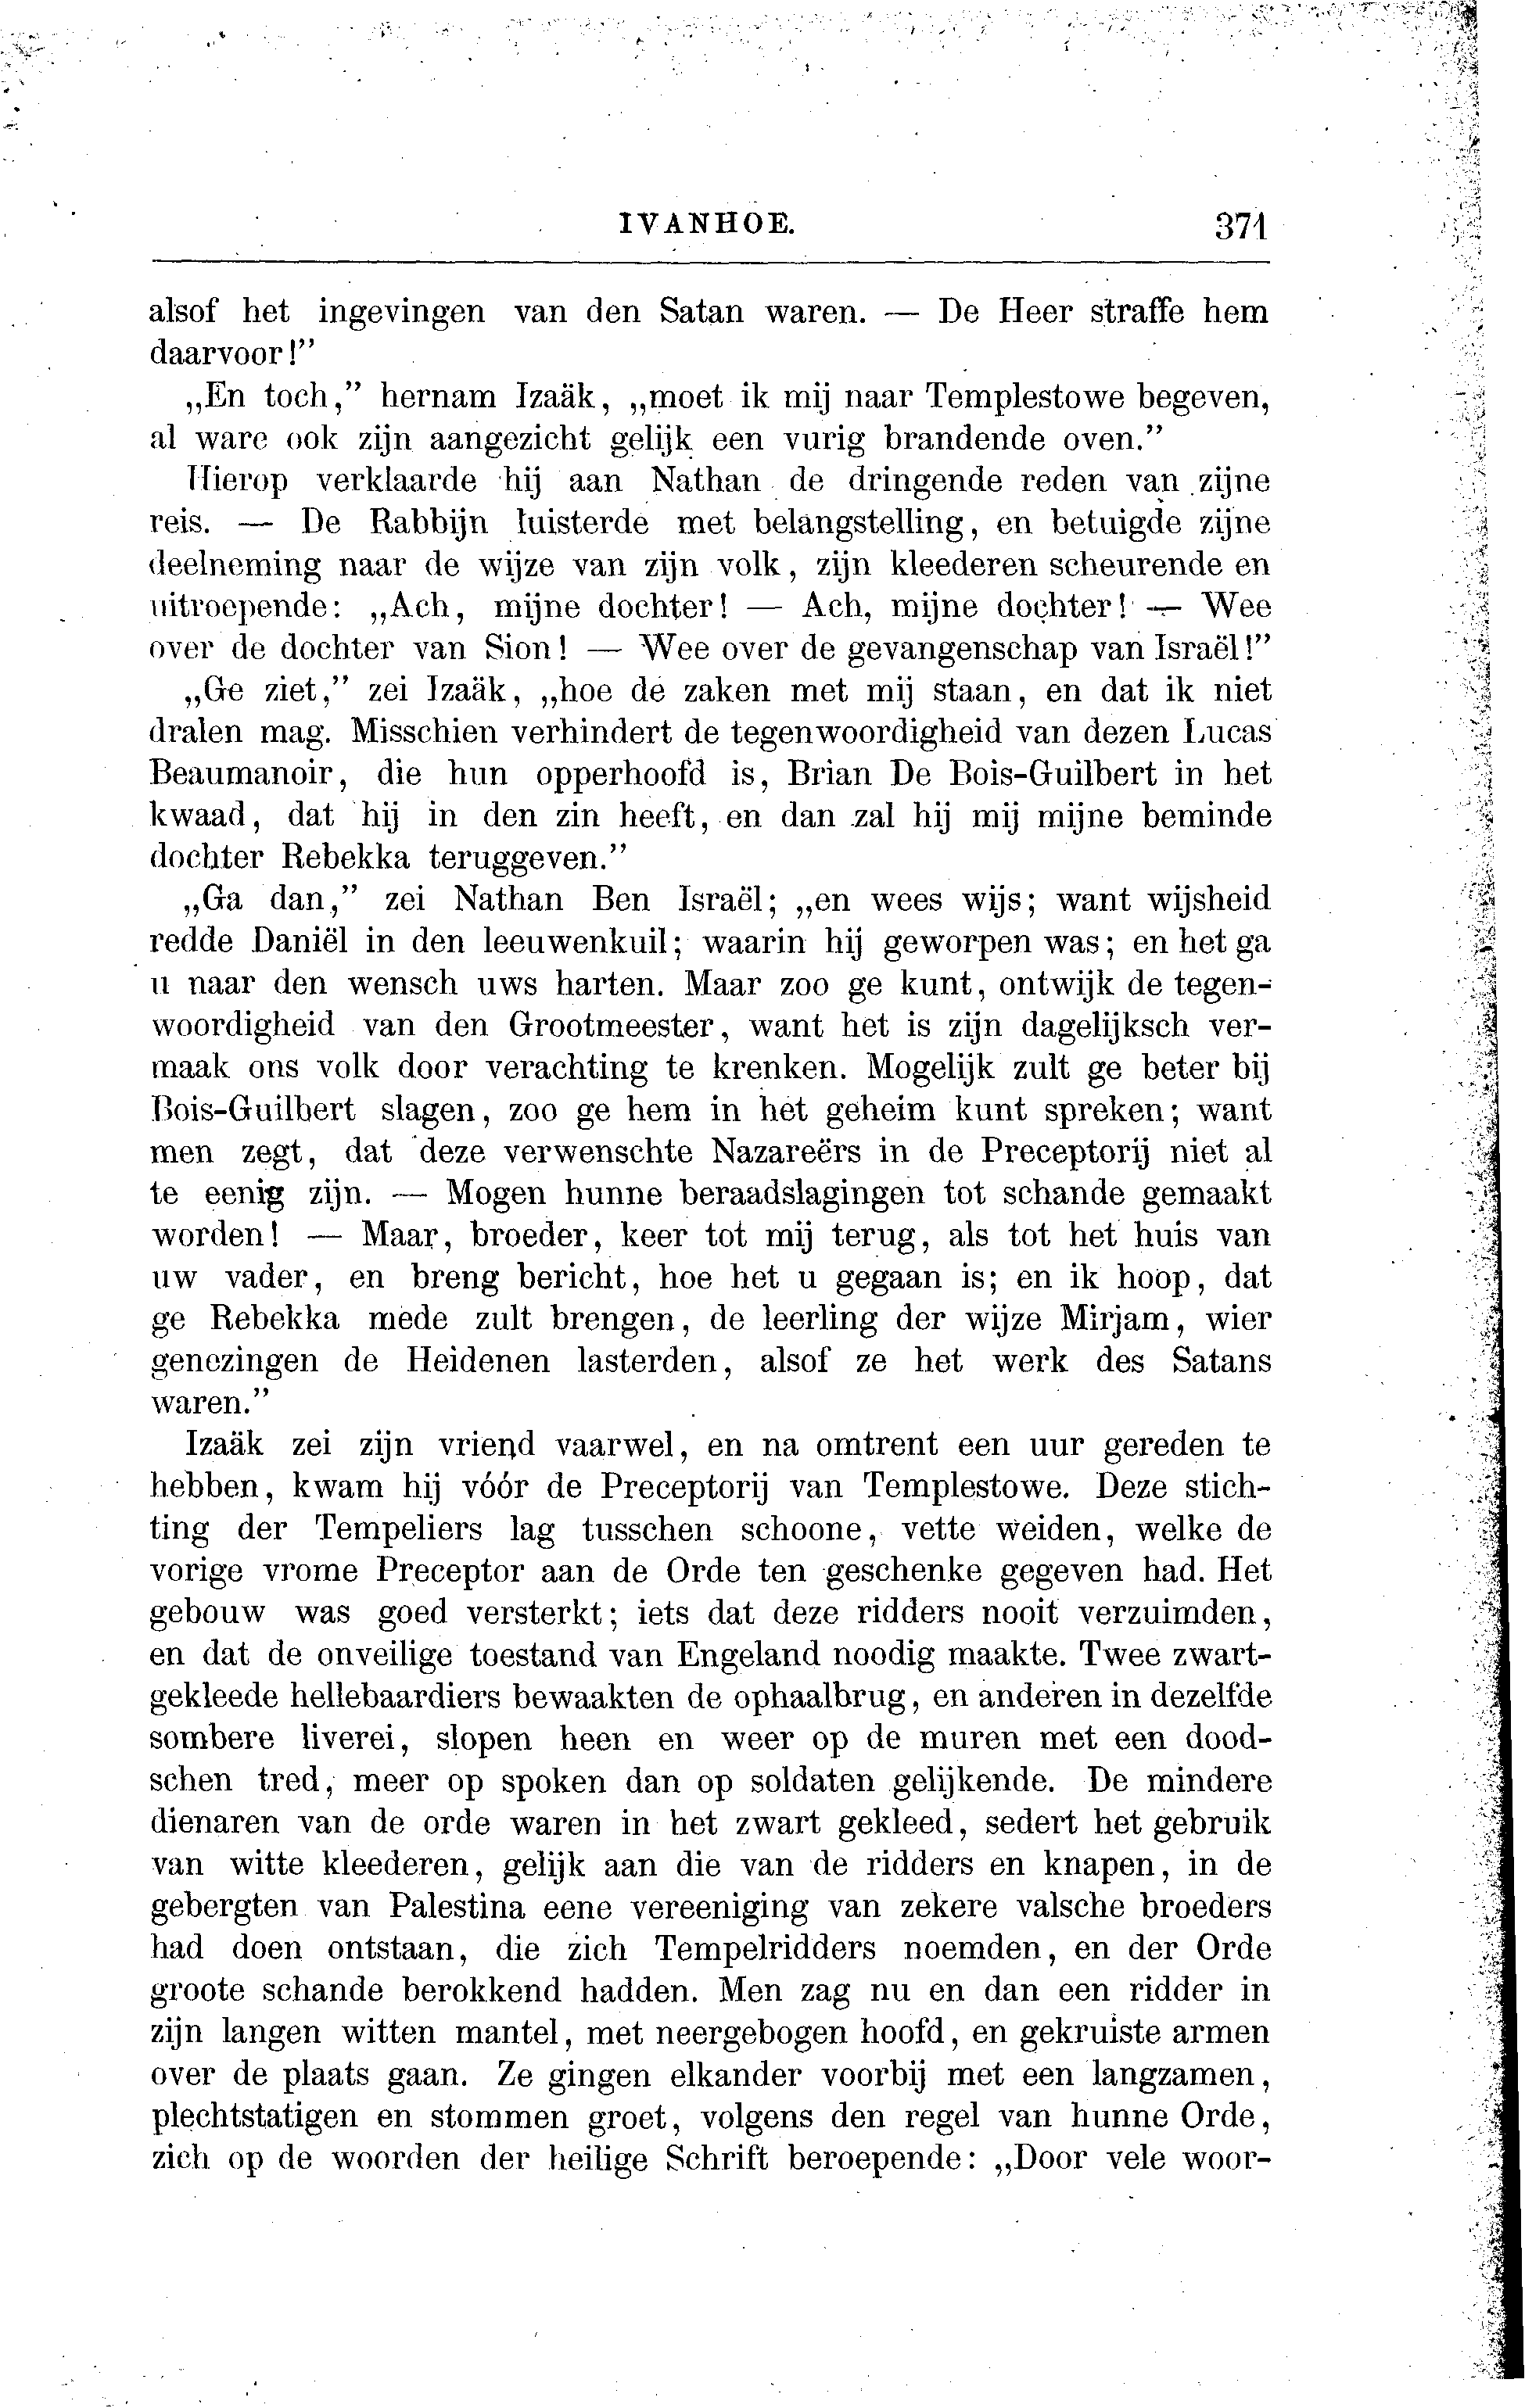 IVANHOE. 371
alsof het ingevingen van den Satan waren. — De Heer straffe hem
daarvoor!”
„En toch,” hernam Izaäk, „moet ik mij naar Templestowe begeven,
al ware ook zijn aangezicht gelijk een vurig brandende oven.”
Hierop verklaarde hij aan Nathan de dringende reden van zijne
reis. — De Rabbijn luisterde met belangstelling, en betuigde zijne
deelneming naar de wijze van zijn volk, zijn kleederen scheurende en
uitroepende: „Ach, mijne dochter! — Ach, mijne dochter! — Wee
over de dochter van Sion! — Wee over de gevangenschap van Israël!”
„Ge ziet,” zei Izaäk, „hoe de zaken met mij staan, en dat ik niet
dralen mag. Misschien verhindert de tegenwoordigheid van dezen Lucas
Beaumanoir, die hun opperhoofd is, Brian De Bois-Guilbert in het
kwaad, dat hij in den zin heeft, en dan zal hij mij mijne beminde
dochter Rebekka teruggeven.”
„Ga dan,” zei Nathan Ben Israël; „en wees wijs; want wijsheid
redde Daniël in den leeuwenkuil; waarin hij geworpen was; en het ga
u naar den wensch uws harten. Maar zoo ge kunt, ontwijk de tegen-
woordigheid van den Grootmeester, want het is zijn dagelijksch ver-
maak ons volk door verachting te krenken. Mogelijk zult ge beter bij
Bois-Guilbert slagen, zoo ge hem in het geheim kunt spreken; want
men zegt, dat deze verwenschte Nazareërs in de Preceptorij niet al
te eenig zijn. — Mogen hunne beraadslagingen tot schande gemaakt
worden! — Maar, broeder, keer tot mij terug, als tot het huis van
uw vader, en breng bericht, hoe het u gegaan is; en ik hoop, dat
ge Rebekka mede zult brengen, de leerling der wijze Mirjam, wier
genezingen de Heidenen lasterden, alsof ze het werk des Satans
waren.”
Izaäk zei zijn vriend vaarwel, en na omtrent een uur gereden te
hebben, kwam hij vóór de Preceptorij van Templestowe. Deze stich-
ting der Tempeliers lag tusschen schoone, vette weiden, welke de
vorige vrome Preceptor aan de Orde ten geschenke gegeven had. Het
gebouw was goed versterkt; iets dat deze ridders nooit verzuimden,
en dat de onveilige toestand van Engeland noodig maakte. Twee zwart-
gekleede hellebaardiers bewaakten de ophaalbrug, en anderen in dezelfde
sombere liverei, slopen heen en weer op de muren met een dood-
schen tred, meer op spoken dan op soldaten gelijkende. De mindere
dienaren van de orde waren in het zwart gekleed, sedert het gebruik
van witte kleederen, gelijk aan die van de ridders en knapen, in de
gebergten van Palestina eene vereeniging van zekere valsche broeders
had doen ontstaan, die zich Tempelridders noemden, en der Orde
groote schande berokkend hadden. Men zag nu en dan een ridder in
zijn langen witten mantel, met neergebogen hoofd, en gekruiste armen
over de plaats gaan. Ze gingen elkander voorbij met een langzamen,
plechtstatigen en stommen groet, volgens den regel van hunne Orde,
zich op de woorden der heilige Schrift beroepende: „Door vele woor-